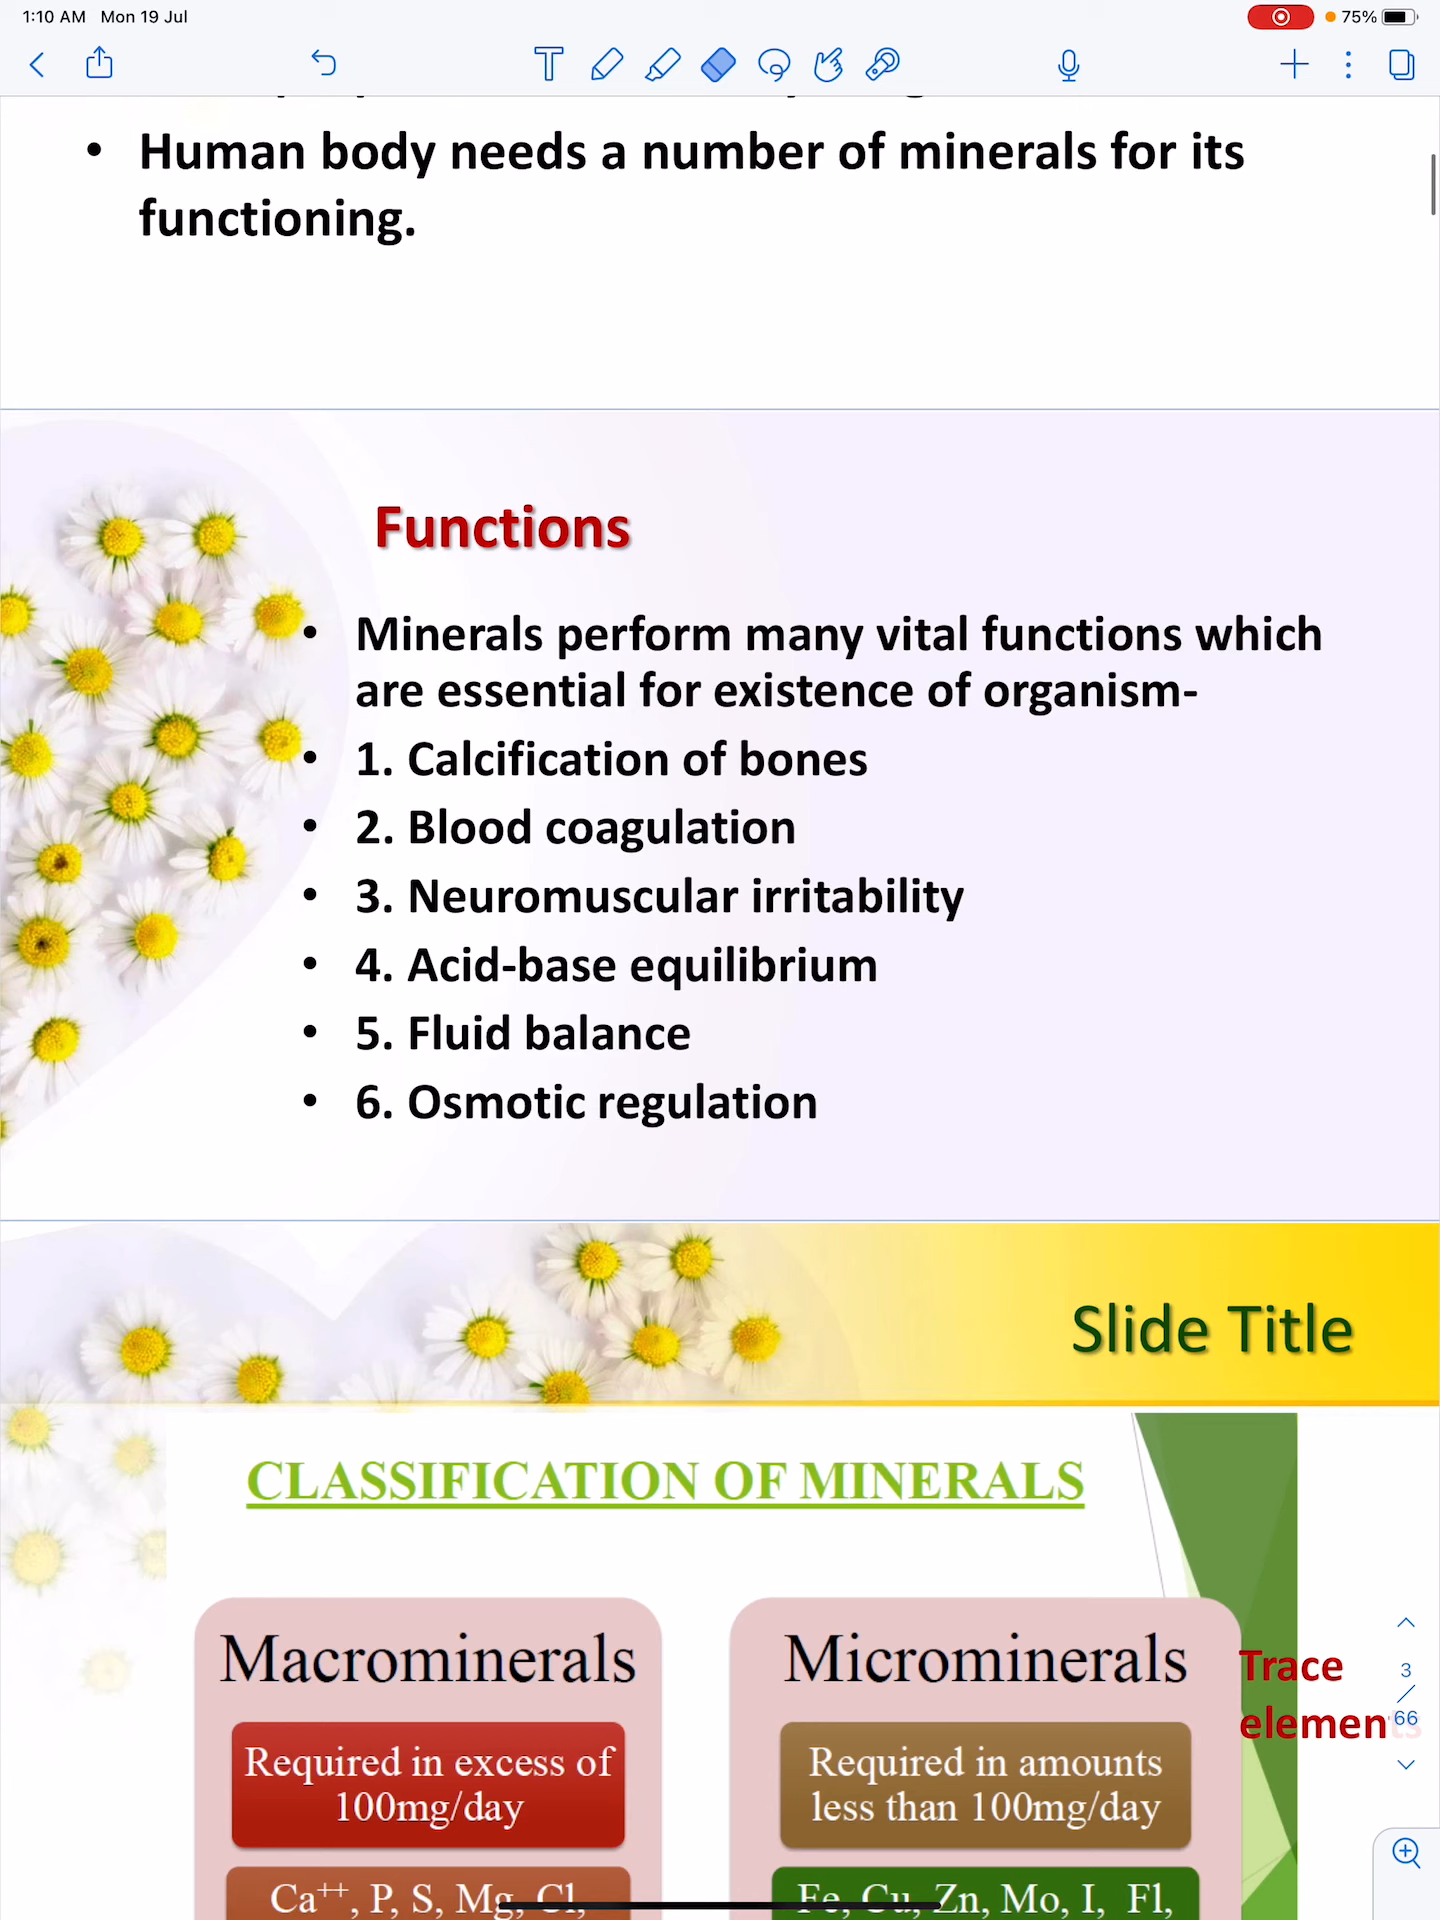 1:10 AM Mon 19 Jul
75%
• Human body needs a number of minerals for its
functioning.
Functions
• Minerals perform many vital functions which
are essential for existence of organism-
• 1. Calcification of bones
• 2. Blood coagulation
• 3. Neuromuscular irritability
• 4. Acid-base equilibrium
• 5. Fluid balance
• 6. Osmotic regulation
Slide Title
CLASSIFICATION OF MINERALS
Macrominerals
Required in excess of
100mg/day
Ca⁺⁺, P, S, Mg, Cl,
Microminerals
Required in amounts
less than 100mg/day
Fe, Cu, Zn, Mo, I, Fl,
Trace
elements
3
/
66